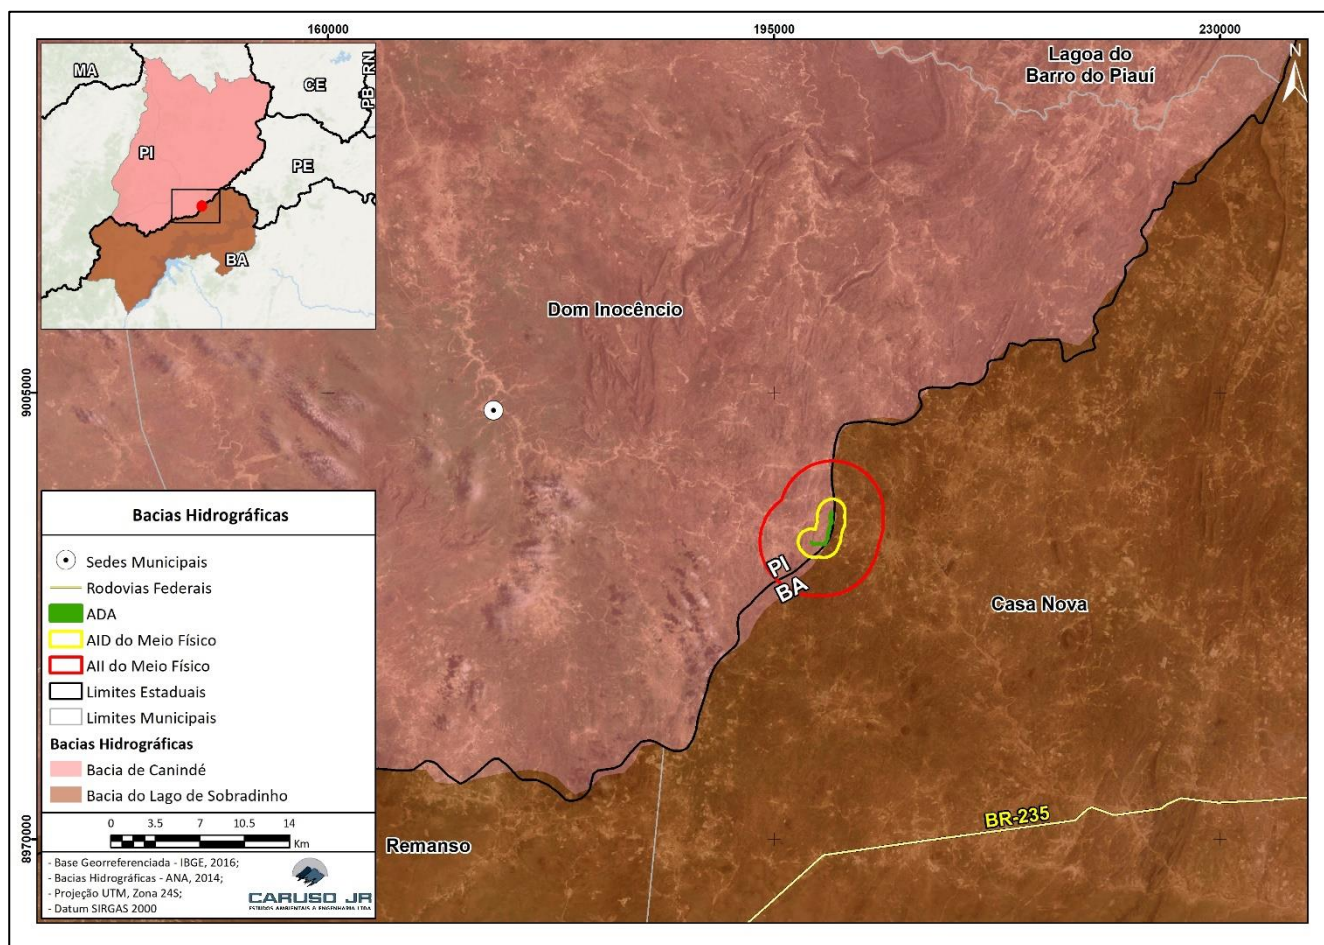 160000
195000
230000
MA
CE
RN
PB
PI
PE
BA
Lagoa do
Barro do Piauí
N
Dom Inocêncio
9005000
PI
BA
Casa Nova
BR-235
Remanso
8970000
Bacias Hidrográficas
Sedes Municipais
Rodovias Federais
ADA
AID do Meio Físico
AII do Meio Físico
Limites Estaduais
Limites Municipais
Bacias Hidrográficas
Bacia de Canindé
Bacia do Lago de Sobradinho
0 3.5 7 10.5 14
Km
- Base Georreferenciada - IBGE, 2016;
- Bacias Hidrográficas - ANA, 2014;
- Projeção UTM, Zona 24S;
- Datum SIRGAS 2000
CARUSO JR
ESTUDOS AMBIENTAIS & ENGENHARIA LTDA